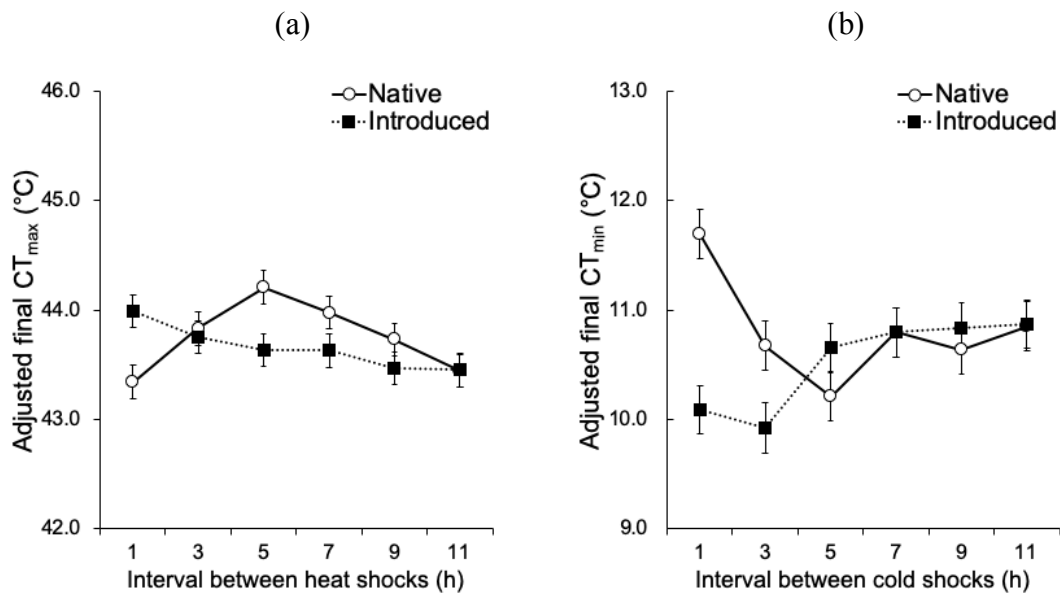 (a)
46.0
45.0
44.0
43.0
42.0
Adjusted final CTmax (°C)
Native
Introduced
1 3 5 7 9 11
Interval between heat shocks (h)
(b)
13.0
12.0
11.0
10.0
9.0
Adjusted final CTmin (°C)
Native
Introduced
1 3 5 7 9 11
Interval between cold shocks (h)